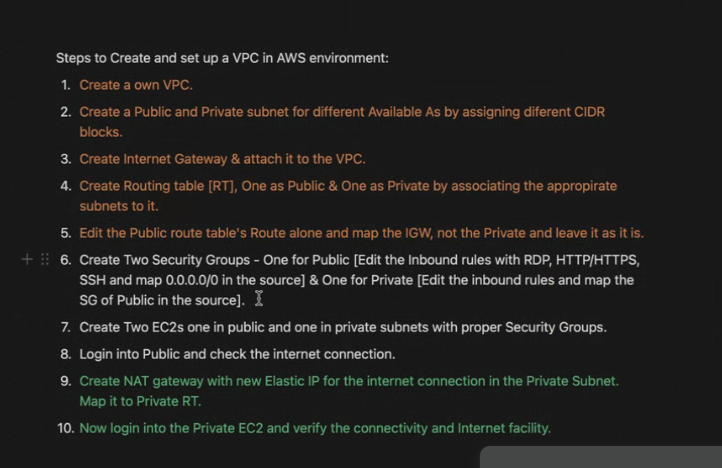 Steps to Create and set up a VPC in AWS environment:
1. Create a own VPC.
2. Create a Public and Private subnet for different Available As by assigning diferent CIDR
blocks.
3. Create Internet Gateway & attach it to the VPC.
4. Create Routing table [RT], One as Public & One as Private by associating the appropirate
subnets to it.
5. Edit the Public route table's Route alone and map the IGW, not the Private and leave it as it is.
6. Create Two Security Groups - One for Public [Edit the Inbound rules with RDP, HTTP/HTTPS,
SSH and map 0.0.0.0/0 in the source] & One for Private [Edit the inbound rules and map the
SG of Public in the source].
7. Create Two EC2s one in public and one in private subnets with proper Security Groups.
8. Login into Public and check the internet connection.
9. Create NAT gateway with new Elastic IP for the internet connection in the Private Subnet.
Map it to Private RT.
10. Now login into the Private EC2 and verify the connectivity and Internet facility.